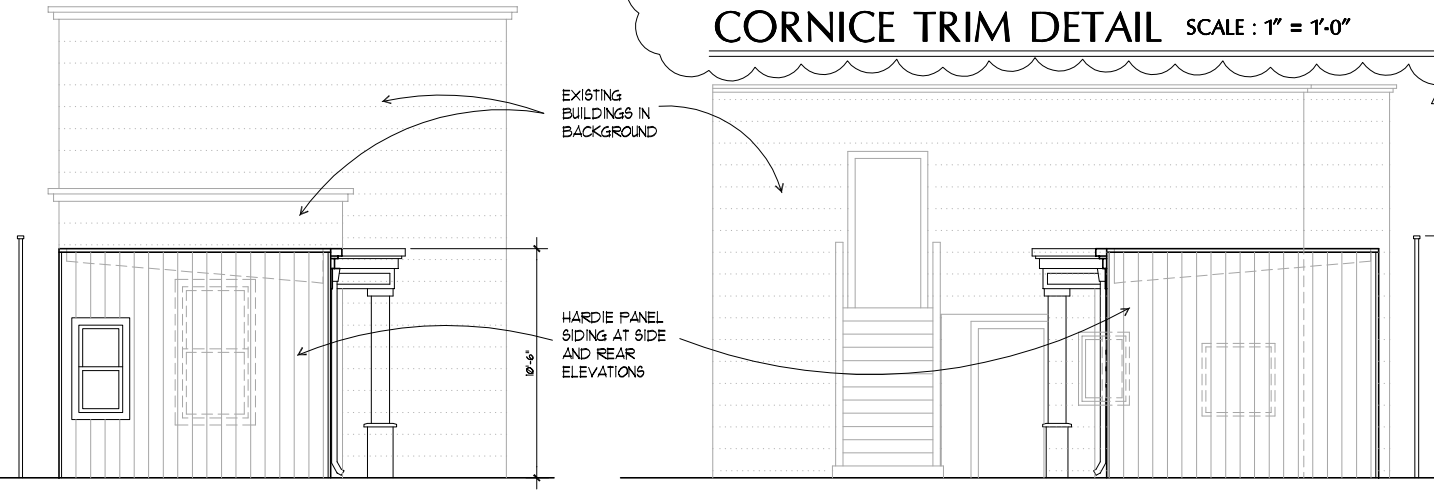 CORNICE TRIM DETAIL SCALE : 1" = 1'-0"
EXISTING
BUILDINGS IN
BACKGROUND
HARDIE PANEL
SIDING AT SIDE
AND REAR
ELEVATIONS
10'-6"